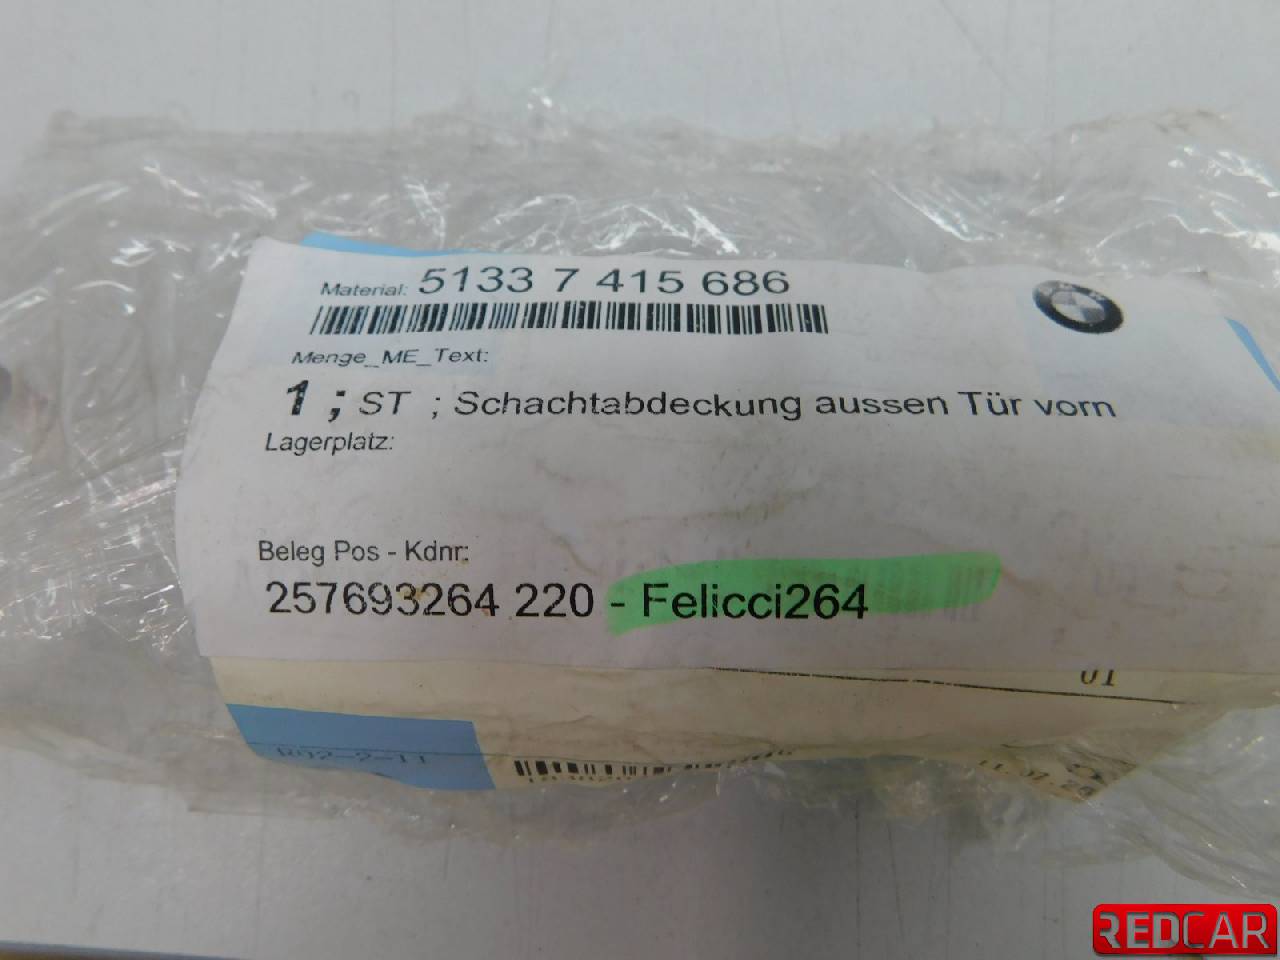 Material: 5133 7 415 686
Menge_ME_Text:
1 ; ST ; Schachtabdeckung aussen Tür vorn
Lagerplatz:
Beleg Pos - Kdnr:
257693264 220 - Felicci264
01
REDCAR